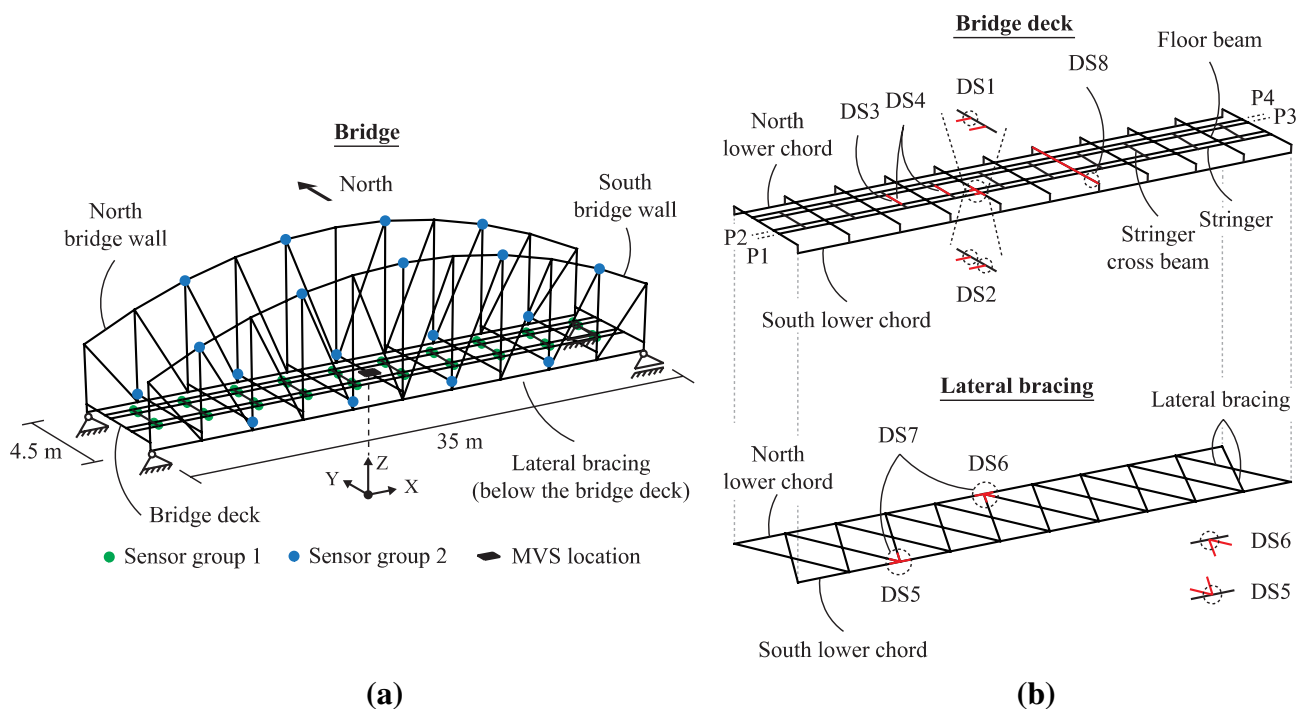 Bridge
North
North
bridge wall
South
bridge wall
4.5 m
35 m
Z
Y
X
Bridge deck
Lateral bracing
(below the bridge deck)
Sensor group 1
Sensor group 2
MVS location
(a)
Bridge deck
Floor beam
DS8
DS1
DS3
DS4
P4
P3
North
lower chord
P2
P1
Stringer
Stringer
cross beam
DS2
South lower chord
Lateral bracing
Lateral bracing
DS7
DS6
North
lower chord
DS6
DS5
DS5
South lower chord
(b)